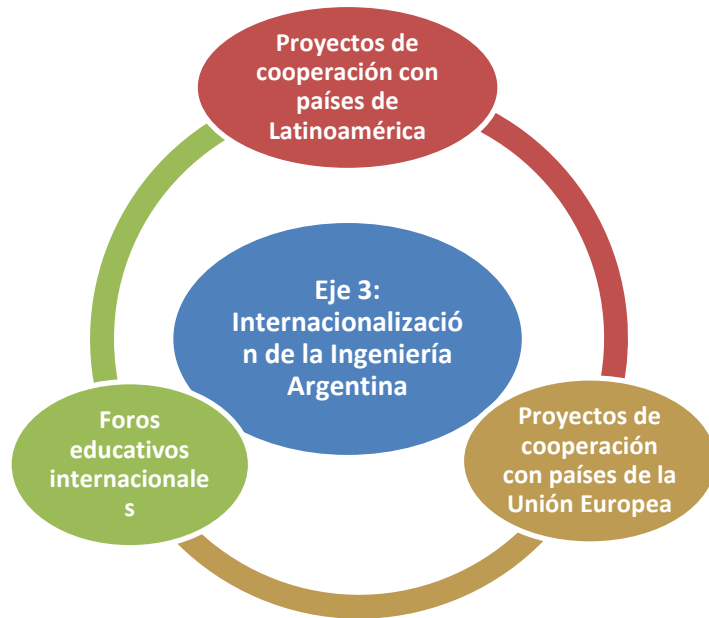 Proyectos de
cooperación con
países de
Latinoamérica
Eje 3:
Internacionalizació
n de la Ingeniería
Argentina
Foros
educativos
internacionale
s
Proyectos de
cooperación
con países de la
Unión Europea